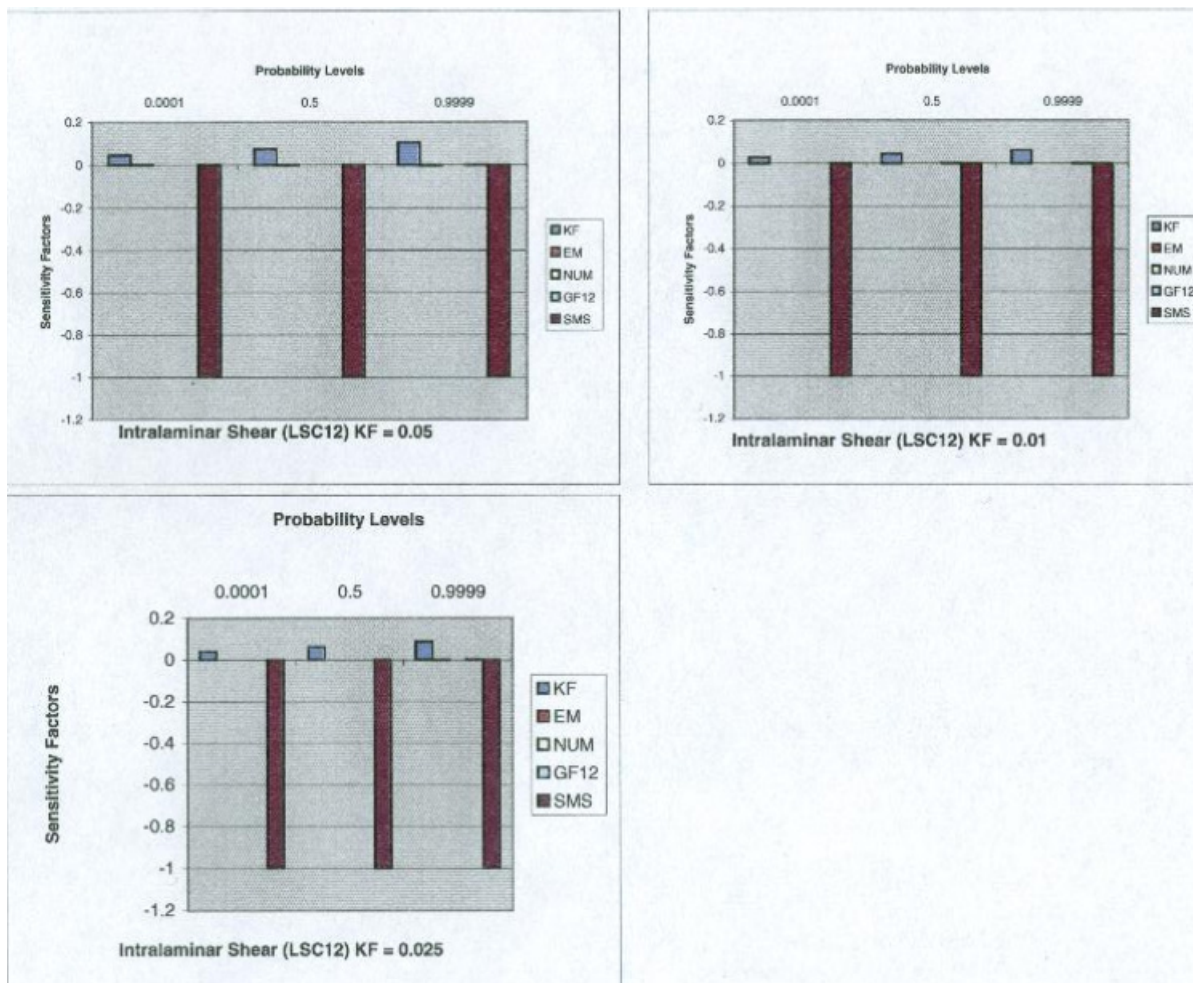 Probability Levels
0.0001 0.5 0.9999
0.2
0
-0.2
-0.4
-0.6
-0.8
-1
-1.2
Sensitivity Factors
KF
EM
NUM
GF12
SMS
Intralaminar Shear (LSC12) KF = 0.05
Probability Levels
0.0001 0.5 0.9999
0.2
0
-0.2
-0.4
-0.6
-0.8
-1
-1.2
Sensitivity Factors
KF
EM
NUM
GF12
SMS
Intralaminar Shear (LSC12) KF = 0.01
Probability Levels
0.0001 0.5 0.9999
0.2
0
-0.2
-0.4
-0.6
-0.8
-1
-1.2
Sensitivity Factors
KF
EM
NUM
GF12
SMS
Intralaminar Shear (LSC12) KF = 0.025